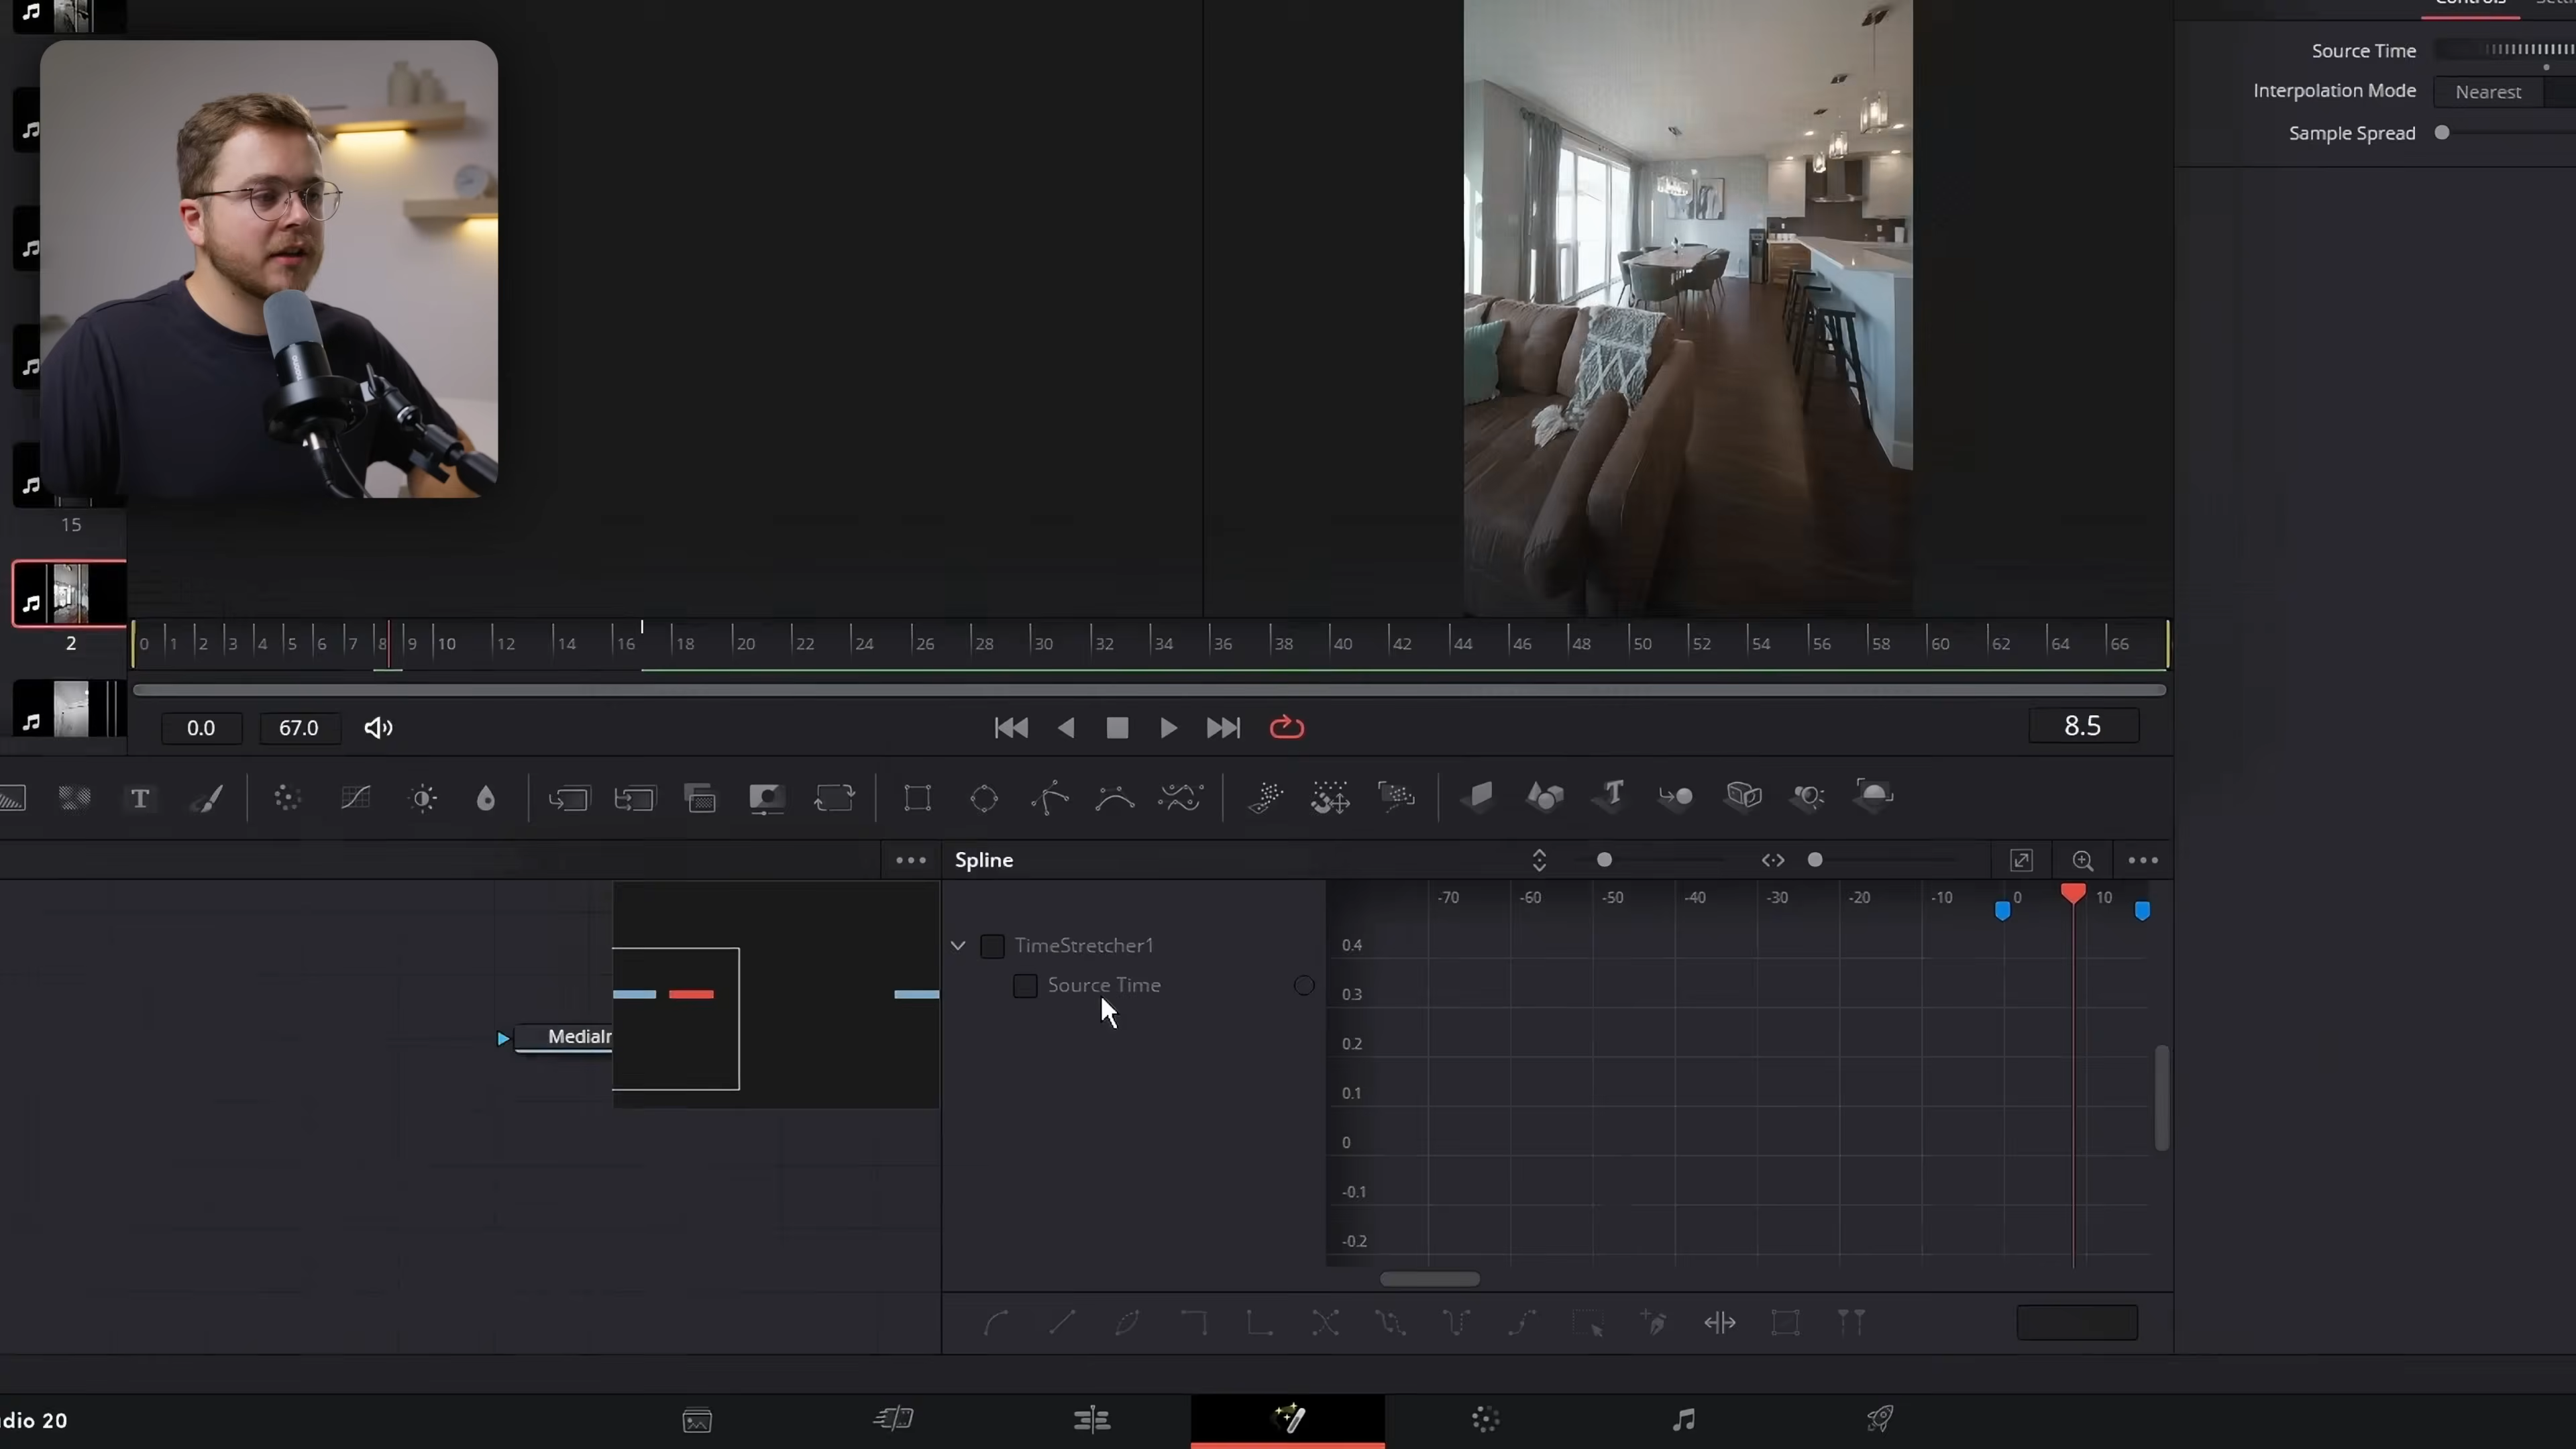 Controls
Source Time
Interpolation Mode
Nearest
Sample Spread
15
2
0 1 2 3 4 5 6 7 8 9 10 12 14 16 18 20 22 24 26 28 30 32 34 36 38 40 42 44 46 48 50 52 54 56 58 60 62 64 66
0.0
67.0
8.5
T
Spline
-70 -60 -50 -40 -30 -20 -10 0 10
TimeStretcher1
Source Time
0.4
0.3
0.2
0.1
0
-0.1
-0.2
MediaIr
dio 20